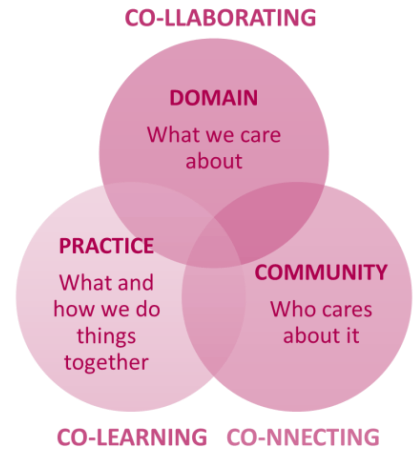 CO-LLABORATING
DOMAIN
What we care
about
PRACTICE
What and
how we do
things
together
COMMUNITY
Who cares
about it
CO-LEARNING
CO-NNECTING